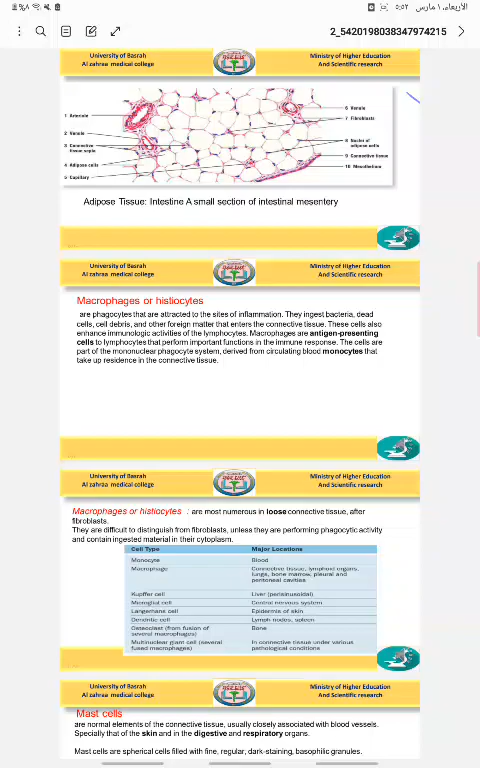 %٨
٥:٥٢ الأربعاء، ١ مارس
2_5420198038347974215
University of Basrah
Al zahraa medical college
Ministry of Higher Education
And Scientific research
1 Arteriole
2 Venule
3 Connective
tissue septa
4 Adipose cells
5 Capillary
6 Venule
7 Fibroblasts
8 Nuclei of
adipose cells
9 Connective tissue
10 Mesothelium
Adipose Tissue: Intestine A small section of intestinal mesentery
University of Basrah
Al zahraa medical college
Ministry of Higher Education
And Scientific research
Macrophages or histiocytes
are phagocytes that are attracted to the sites of inflammation. They ingest bacteria, dead
cells, cell debris, and other foreign matter that enters the connective tissue. These cells also
enhance immunologic activities of the lymphocytes. Macrophages are antigen-presenting
cells to lymphocytes that perform important functions in the immune response. The cells are
part of the mononuclear phagocyte system, derived from circulating blood monocytes that
take up residence in the connective tissue.
University of Basrah
Al zahraa medical college
Ministry of Higher Education
And Scientific research
Macrophages or histiocytes : are most numerous in loose connective tissue, after
fibroblasts.
They are difficult to distinguish from fibroblasts, unless they are performing phagocytic activity
and contain ingested material in their cytoplasm.
Cell Type Major Locations
Monocyte Blood
Macrophage Connective tissue, lymphoid organs,
lungs, bone marrow, pleural and
peritoneal cavities
Kupffer cell Liver (perisinusoidal)
Microglial cell Central nervous system
Langerhans cell Epidermis of skin
Dendritic cell Lymph nodes, spleen
Osteoclast (from fusion of Bone
several macrophages)
Multinuclear giant cell (several In connective tissue under various
fused macrophages) pathological conditions
University of Basrah
Al zahraa medical college
Ministry of Higher Education
And Scientific research
Mast cells
are normal elements of the connective tissue, usually closely associated with blood vessels.
Specially that of the skin and in the digestive and respiratory organs.
Mast cells are spherical cells filled with fine, regular, dark-staining, basophilic granules.